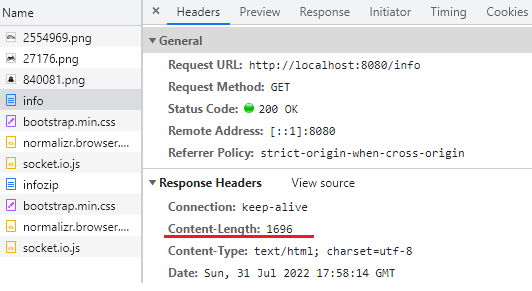 Name
2554969.png
27176.png
840081.png
info
bootstrap.min.css
normalizr.browser....
socket.io.js
infozip
bootstrap.min.css
normalizr.browser....
socket.io.js
Headers Preview Response Initiator Timing Cookies
General
Request URL: http://localhost:8080/info
Request Method: GET
Status Code: 200 OK
Remote Address: [::1]:8080
Referrer Policy: strict-origin-when-cross-origin
Response Headers View source
Connection: keep-alive
Content-Length: 1696
Content-Type: text/html; charset=utf-8
Date: Sun, 31 Jul 2022 17:58:14 GMT